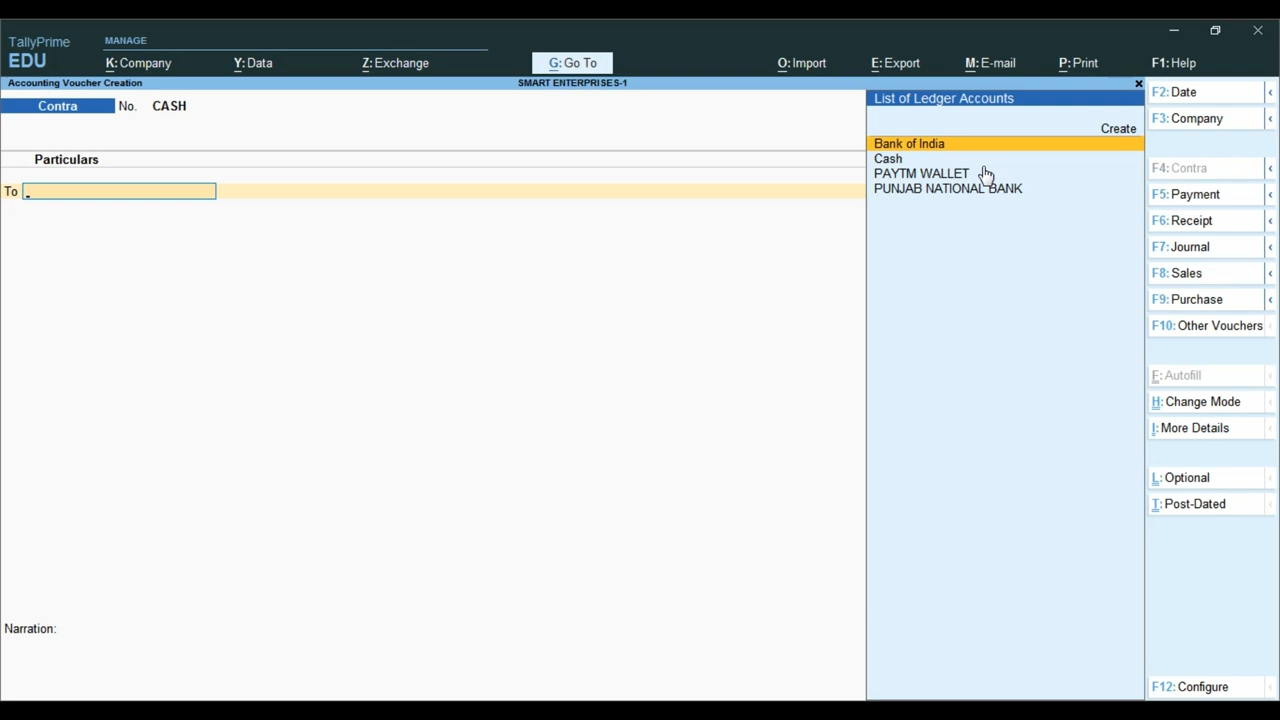 TallyPrime
EDU
MANAGE
K: Company
Y: Data
Z: Exchange
G: Go To
O: Import
E: Export
M: E-mail
P: Print
F1: Help
Accounting Voucher Creation
SMART ENTERPRISES-1
Contra No. CASH
Particulars
To
Narration:
List of Ledger Accounts
Create
Bank of India
Cash
PAYTM WALLET
PUNJAB NATIONAL BANK
F2: Date
F3: Company
F4: Contra
F5: Payment
F6: Receipt
F7: Journal
F8: Sales
F9: Purchase
F10: Other Vouchers
E: Autofill
H: Change Mode
I: More Details
L: Optional
T: Post-Dated
F12: Configure